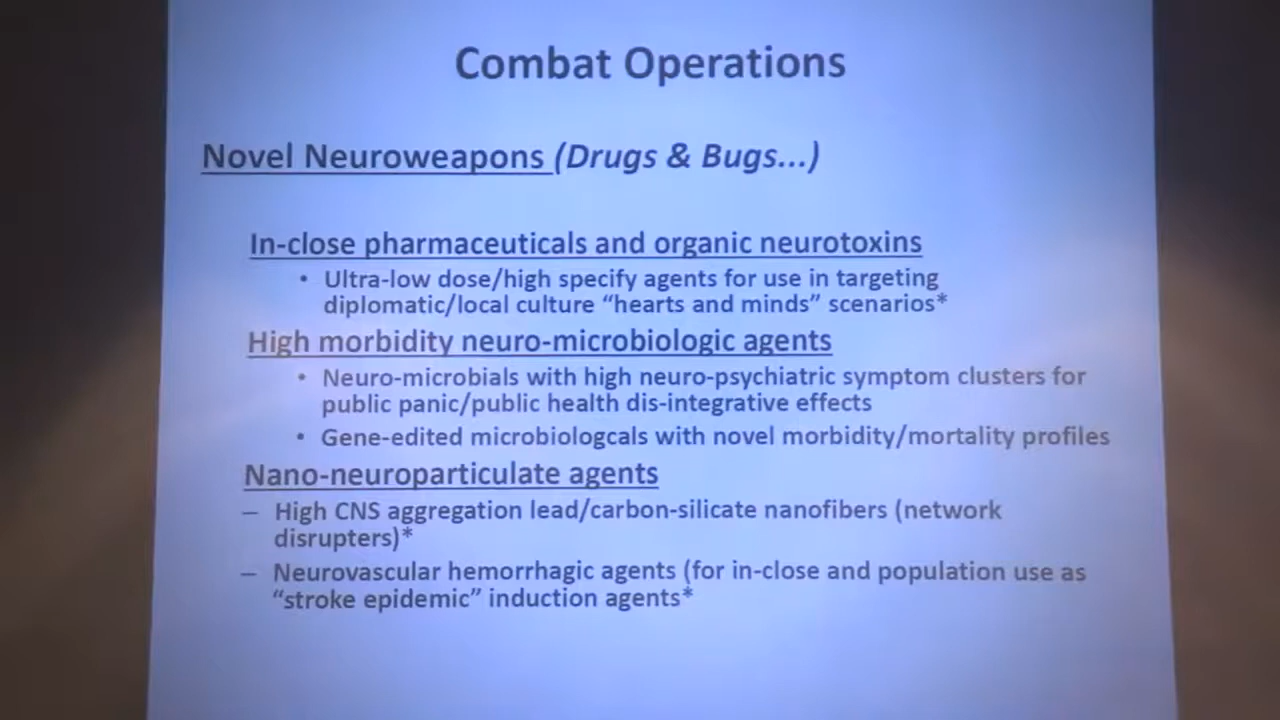 Combat Operations
Novel Neuroweapons (Drugs & Bugs...)
In-close pharmaceuticals and organic neurotoxins
• Ultra-low dose/high specify agents for use in targeting
diplomatic/local culture “hearts and minds” scenarios*
High morbidity neuro-microbiologic agents
• Neuro-microbials with high neuro-psychiatric symptom clusters for
public panic/public health dis-integrative effects
• Gene-edited microbiologcals with novel morbidity/mortality profiles
Nano-neuroparticulate agents
– High CNS aggregation lead/carbon-silicate nanofibers (network
disrupters)*
– Neurovascular hemorrhagic agents (for in-close and population use as
“stroke epidemic” induction agents*